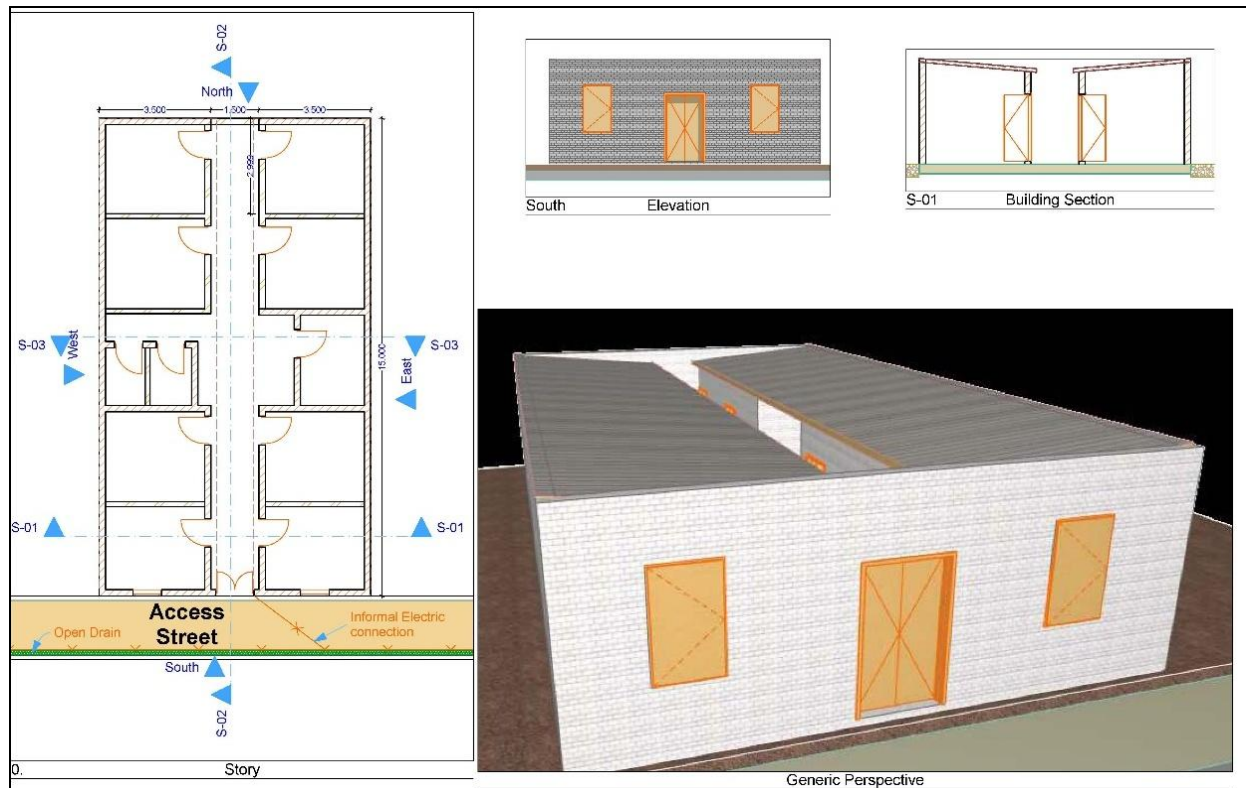 S-02
North
3.500
1.500
3.500
2.999
S-03
West
15.000
East
S-03
S-01
S-01
Access
Street
Open Drain
Informal Electric
connection
South
S-02
0.
Story
South
Elevation
S-01
Building Section
Generic Perspective